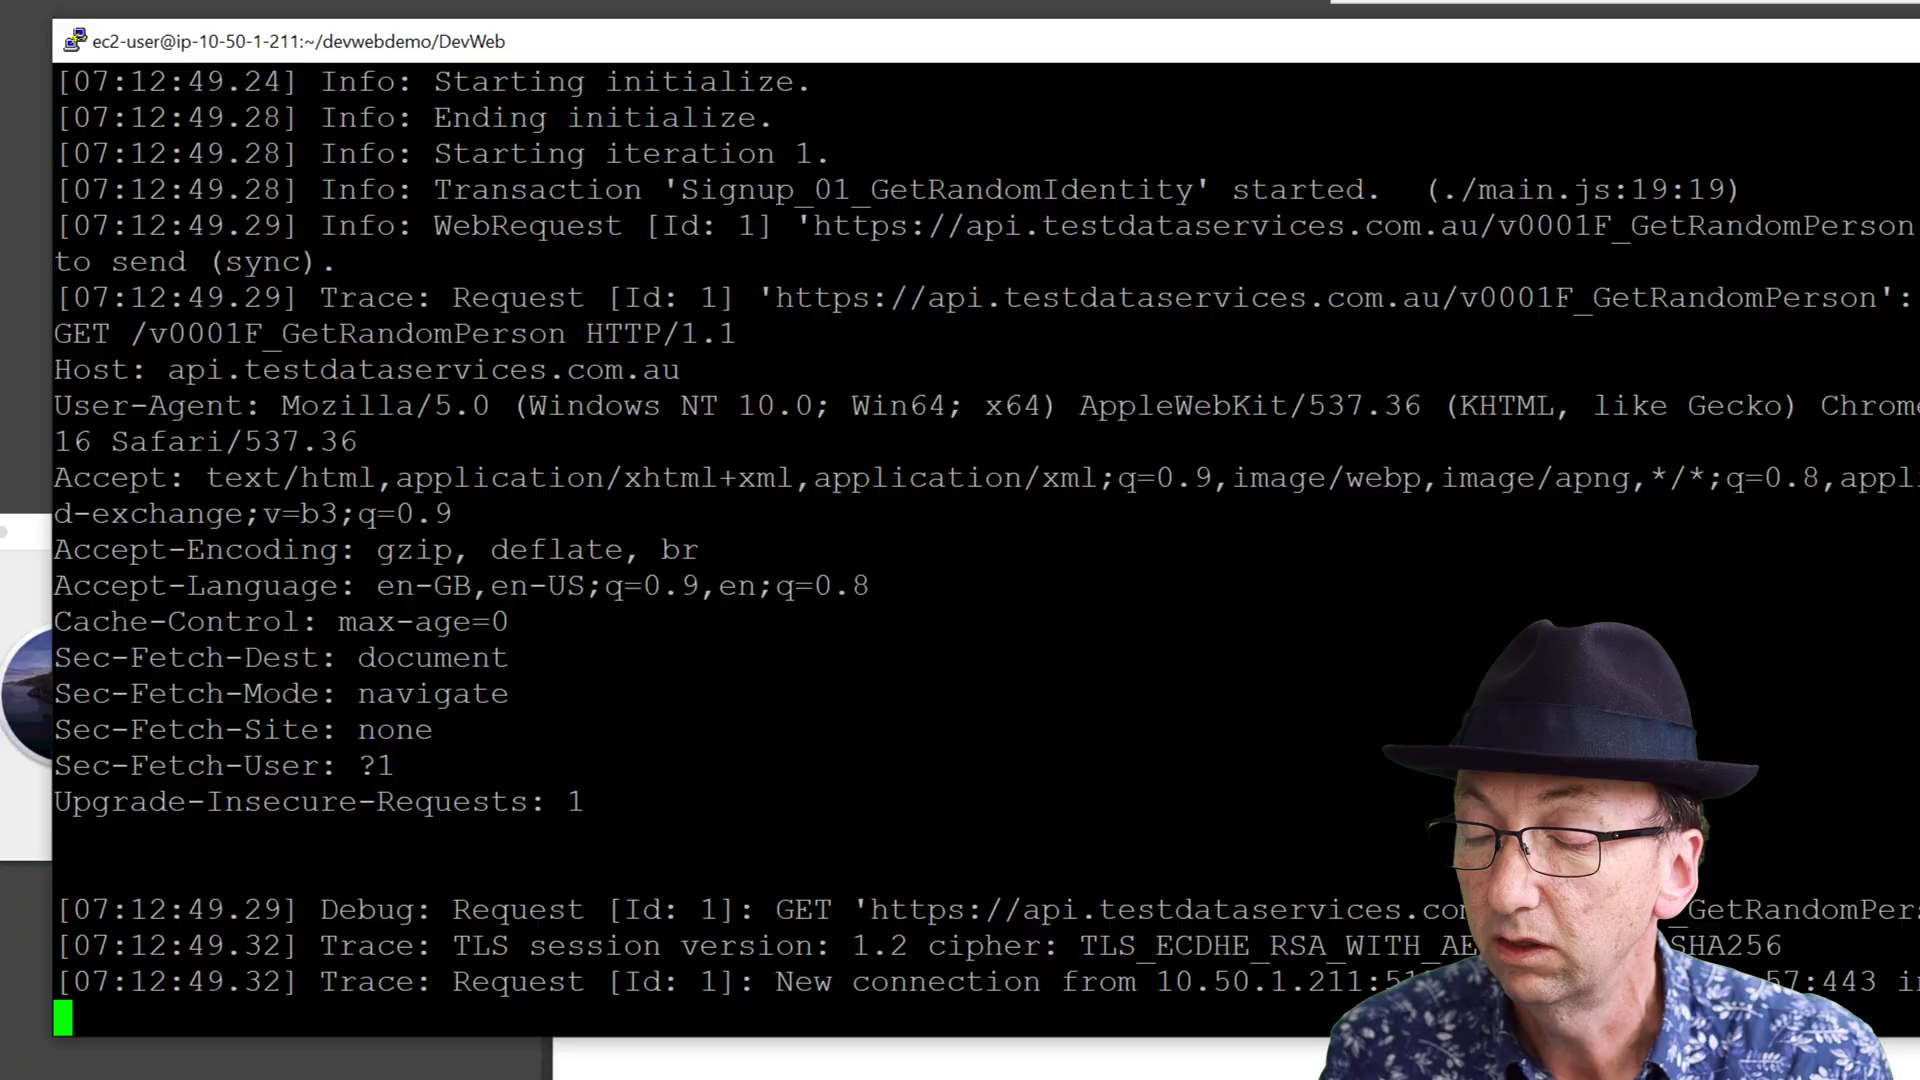 ec2-user@ip-10-50-1-211:~/devwebdemo/DevWeb
[07:12:49.24] Info: Starting initialize.
[07:12:49.28] Info: Ending initialize.
[07:12:49.28] Info: Starting iteration 1.
[07:12:49.28] Info: Transaction 'Signup_01_GetRandomIdentity' started.  (./main.js:19:19)
[07:12:49.29] Info: WebRequest [Id: 1] 'https://api.testdataservices.com.au/v0001F_GetRandomPerson
to send (sync).
[07:12:49.29] Trace: Request [Id: 1] 'https://api.testdataservices.com.au/v0001F_GetRandomPerson':
GET /v0001F_GetRandomPerson HTTP/1.1
Host: api.testdataservices.com.au
User-Agent: Mozilla/5.0 (Windows NT 10.0; Win64; x64) AppleWebKit/537.36 (KHTML, like Gecko) Chrome
16 Safari/537.36
Accept: text/html,application/xhtml+xml,application/xml;q=0.9,image/webp,image/apng,*/*;q=0.8,appli
d-exchange;v=b3;q=0.9
Accept-Encoding: gzip, deflate, br
Accept-Language: en-GB,en-US;q=0.9,en;q=0.8
Cache-Control: max-age=0
Sec-Fetch-Dest: document
Sec-Fetch-Mode: navigate
Sec-Fetch-Site: none
Sec-Fetch-User: ?1
Upgrade-Insecure-Requests: 1
[07:12:49.29] Debug: Request [Id: 1]: GET 'https://api.testdataservices.co _GetRandomPers
[07:12:49.32] Trace: TLS session version: 1.2 cipher: TLS_ECDHE_RSA_WITH_AE SHA256
[07:12:49.32] Trace: Request [Id: 1]: New connection from 10.50.1.211:5 57:443 i